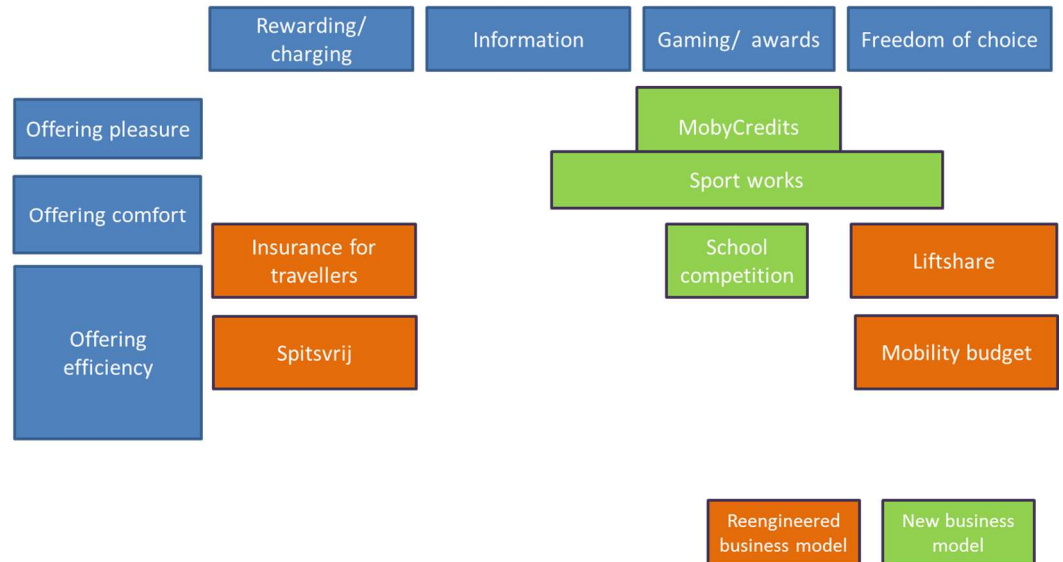 Rewarding/
charging
Information
Gaming/ awards
Freedom of choice
Offering pleasure
MobyCredits
Sport works
Offering comfort
Insurance for
travellers
School
competition
Liftshare
Offering
efficiency
Spitsvrij
Mobility budget
Reengineered
business model
New business
model